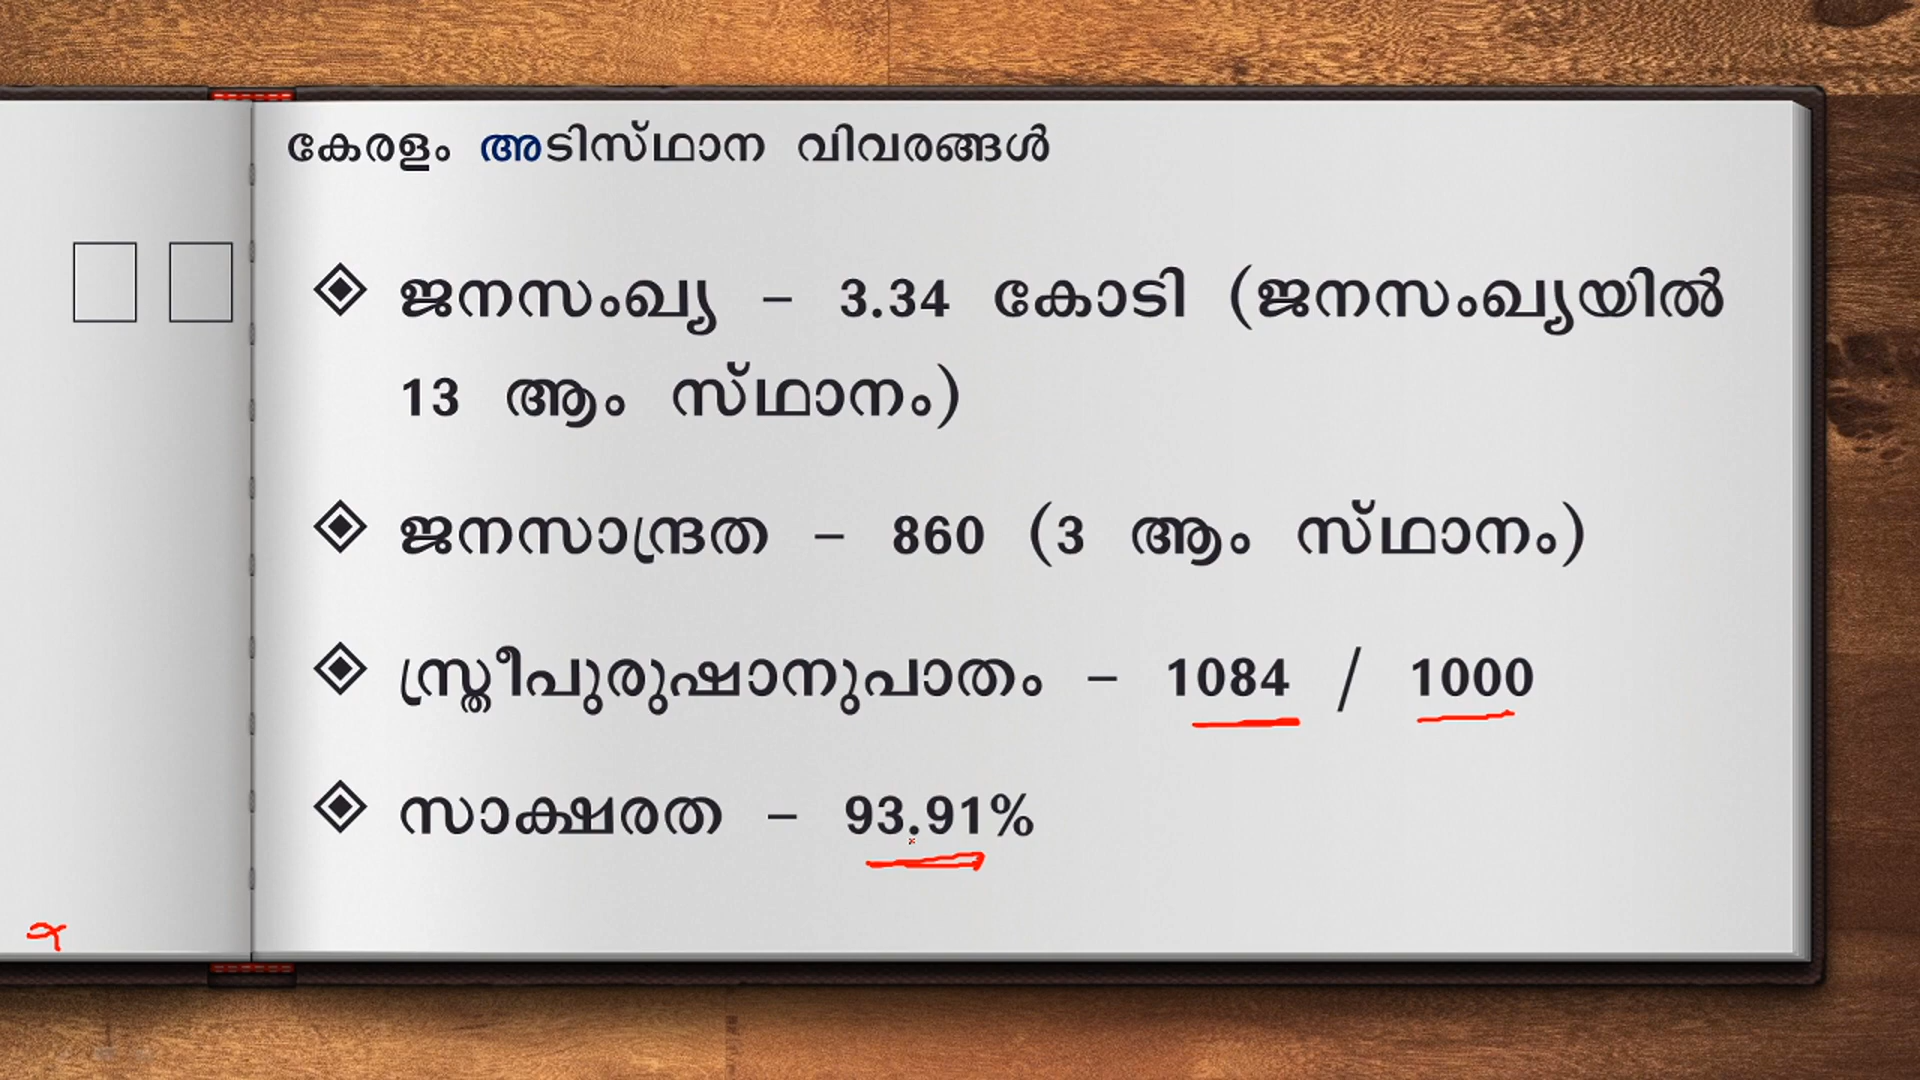 കേരളം അടിസ്ഥാന വിവരങ്ങൾ
ജനസംഖ്യ – 3.34 കോടി (ജനസംഖ്യയിൽ
13 ആം സ്ഥാനം)
ജനസാന്ദ്രത – 860 (3 ആം സ്ഥാനം)
സ്ത്രീപുരുഷാനുപാതം – 1084 / 1000
സാക്ഷരത – 93.91%